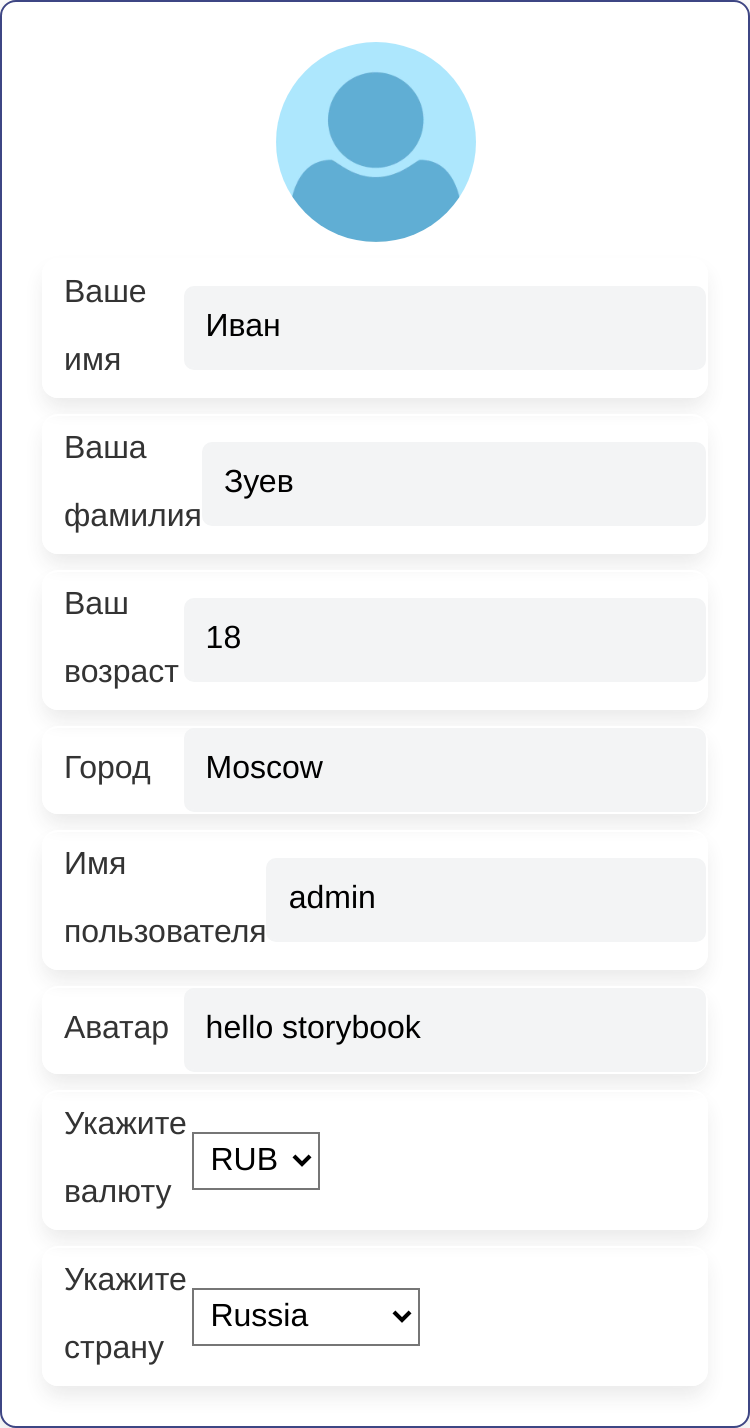 Ваше
имя
Иван
Ваша
фамилия
Зуев
Ваш
возраст
18
Город
Moscow
Имя
пользователя
admin
Аватар
hello storybook
Укажите
валюту
RUB
Укажите
страну
Russia